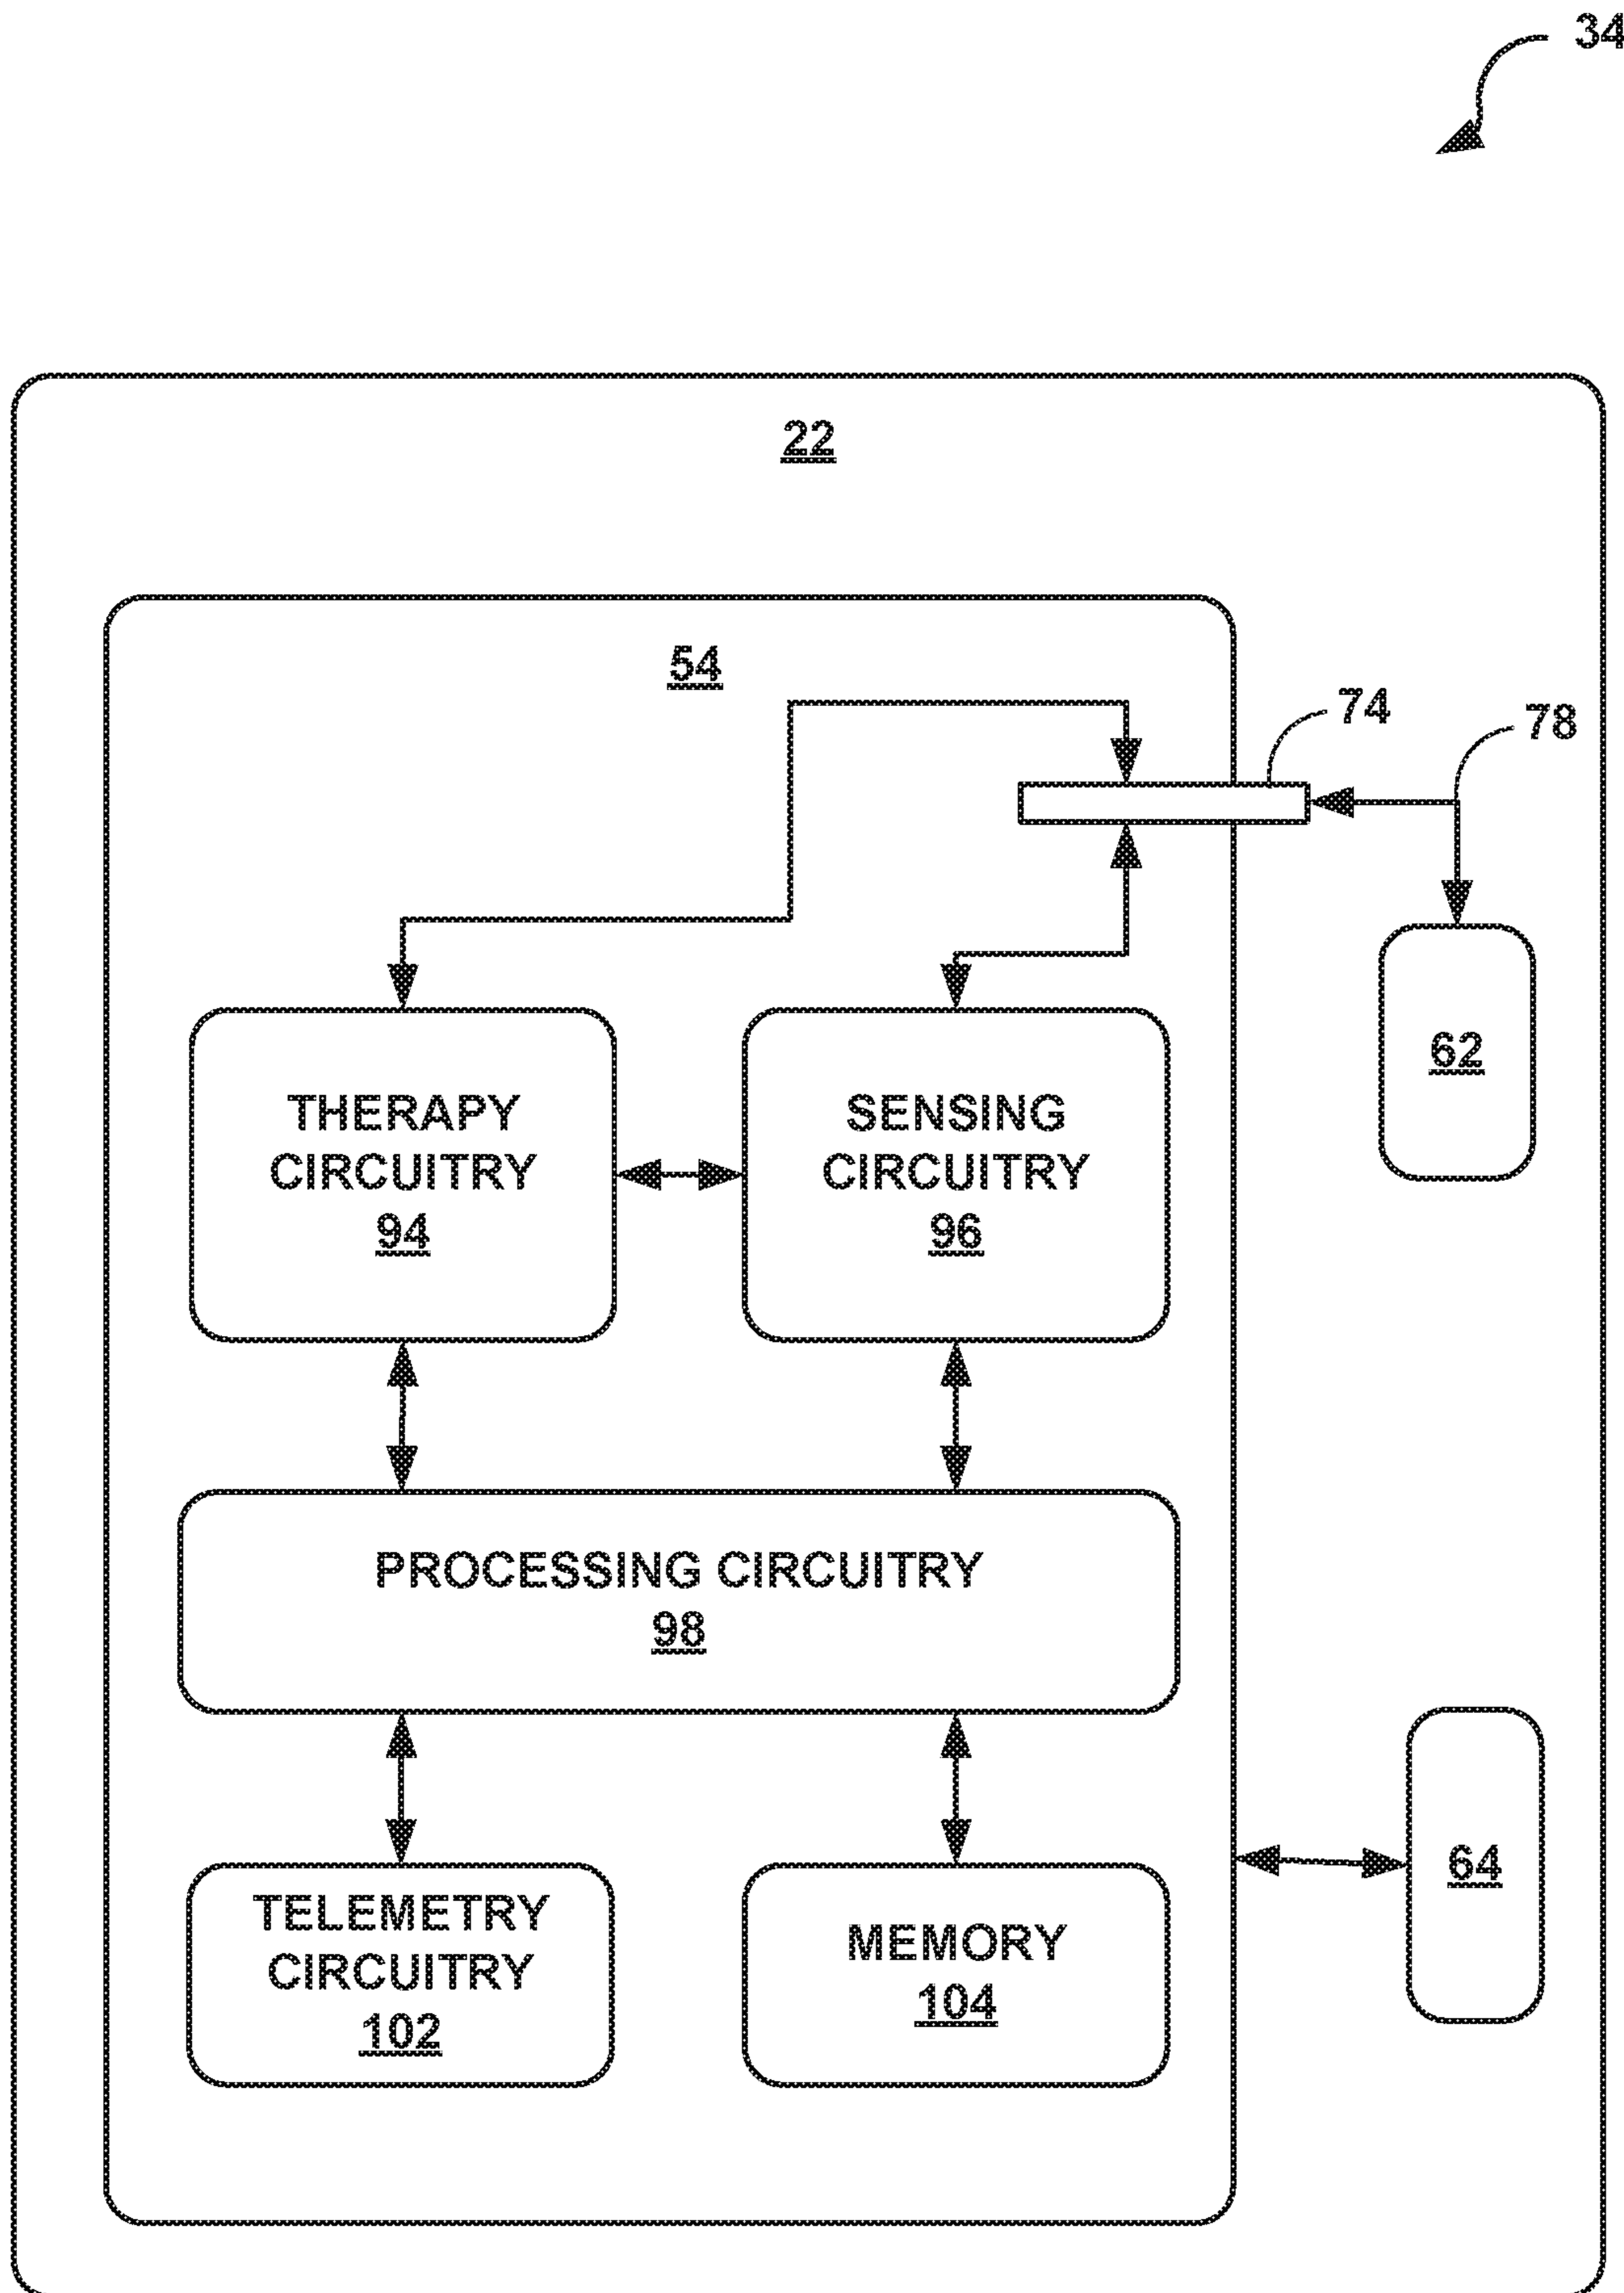 34
22
54
74
78
62
THERAPY
CIRCUITRY
94
SENSING
CIRCUITRY
96
PROCESSING CIRCUITRY
98
64
TELEMETRY
CIRCUITRY
102
MEMORY
104